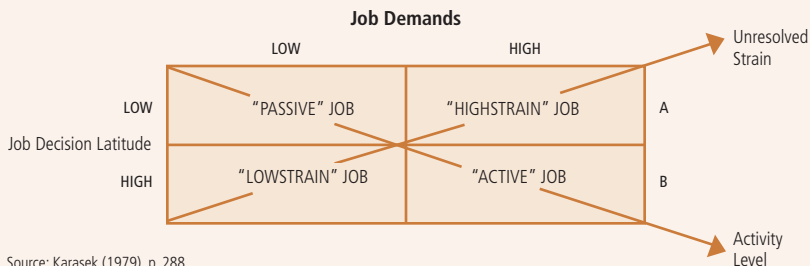 Job Demands
LOW
HIGH
Unresolved
Strain
LOW
"PASSIVE" JOB
"HIGHSTRAIN" JOB
A
Job Decision Latitude
HIGH
"LOWSTRAIN" JOB
"ACTIVE" JOB
B
Activity
Level
Source: Karasek (1979), p. 288